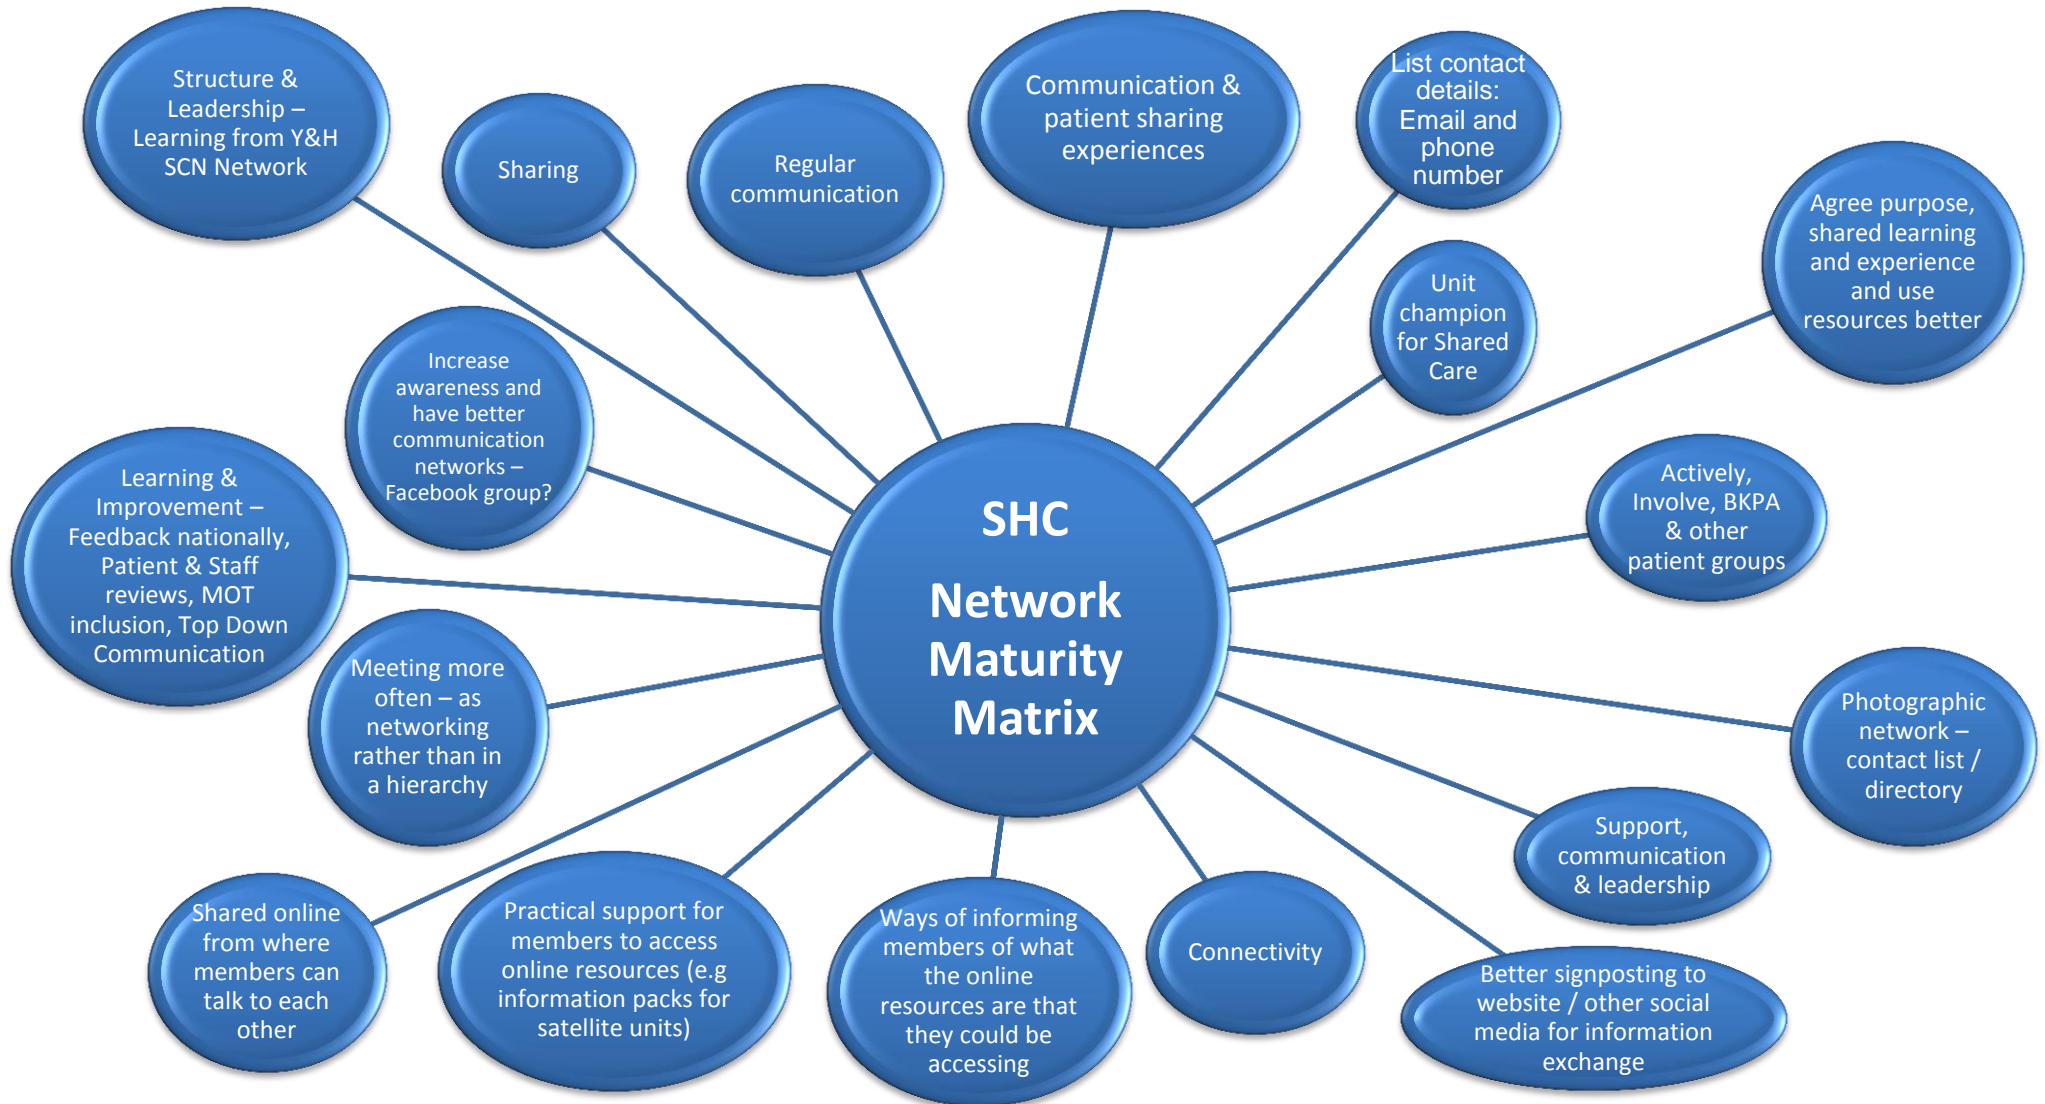 Structure &
Leadership –
Learning from Y&H
SCN Network
Sharing
Regular
communication
Communication &
patient sharing
experiences
List contact
details:
Email and
phone
number
Agree purpose,
shared learning
and experience
and use
resources better
Unit
champion
for Shared
Care
Increase
awareness and
have better
communication
networks –
Facebook group?
Actively,
Involve, BKPA
& other
patient groups
Learning &
Improvement –
Feedback nationally,
Patient & Staff
reviews, MOT
inclusion, Top Down
Communication
SHC
Network
Maturity
Matrix
Meeting more
often – as
networking
rather than in
a hierarchy
Photographic
network –
contact list /
directory
Support,
communication
& leadership
Shared online
from where
members can
talk to each
other
Practical support for
members to access
online resources (e.g
information packs for
satellite units)
Ways of informing
members of what
the online
resources are that
they could be
accessing
Connectivity
Better signposting to
website / other social
media for information
exchange